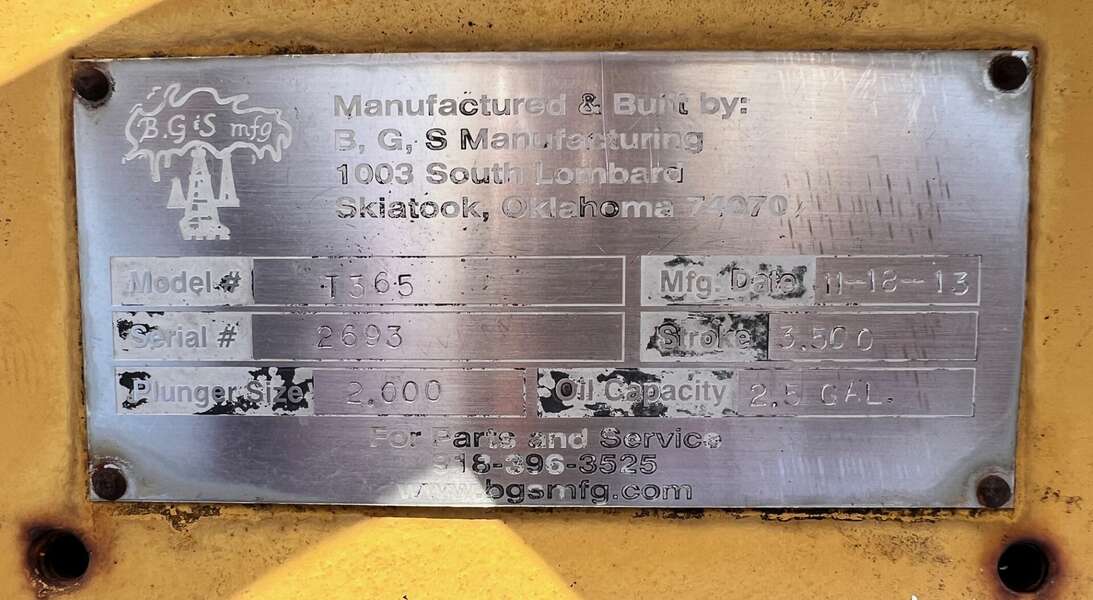 B.G i S mfg
Manufactured & Built by:
B, G, S Manufacturing
1003 South Lombard
Skiatook, Oklahoma 74070
Model # T365
Mfg. Date 11-18-13
Serial # 2693
Stroke 3.500
Plunger Size 2.000
Oil Capacity 2.5 GAL.
For Parts and Service
918-396-3525
www.bgsmfg.com